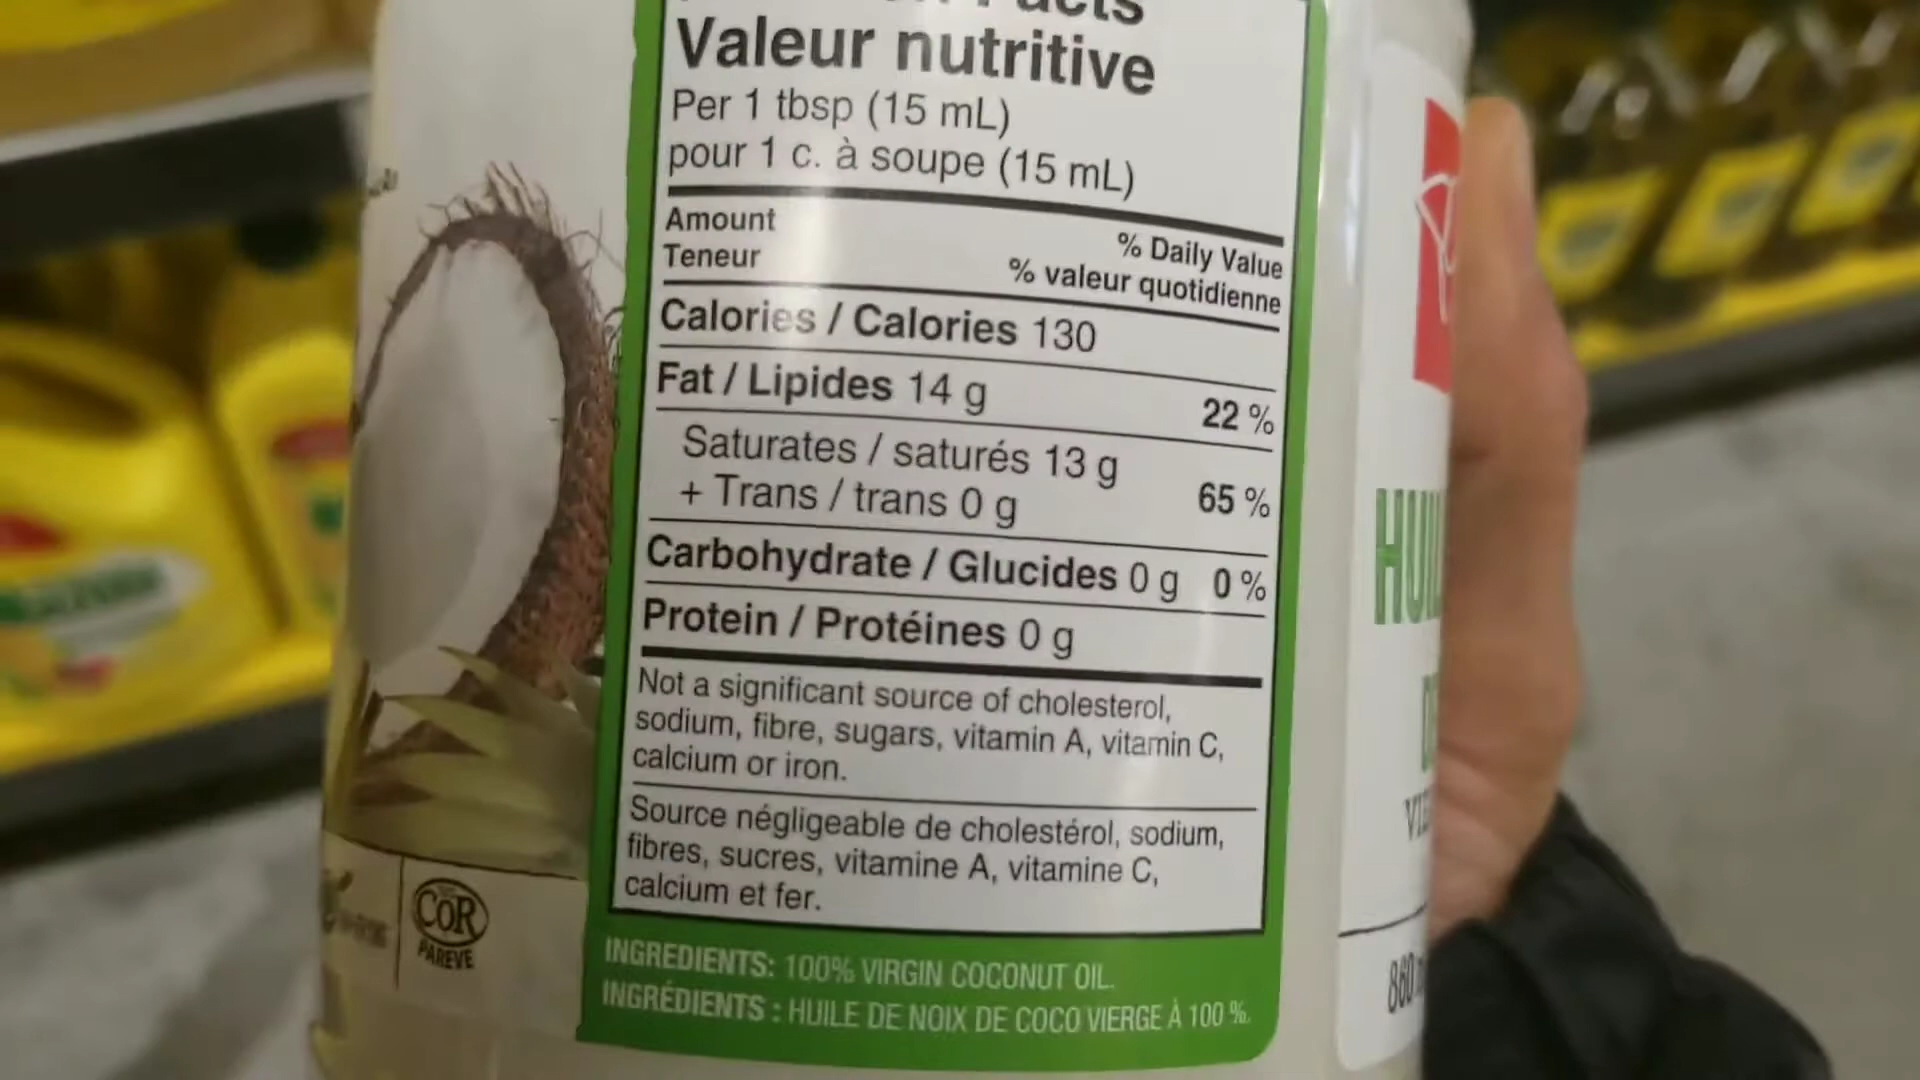 Valeur nutritive
Per 1 tbsp (15 mL)
pour 1 c. à soupe (15 mL)
Amount
Teneur
% Daily Value
% valeur quotidienne
Calories / Calories 130
Fat / Lipides 14 g 22 %
Saturates / saturés 13 g
+ Trans / trans 0 g 65 %
Carbohydrate / Glucides 0 g 0 %
Protein / Protéines 0 g
Not a significant source of cholesterol,
sodium, fibre, sugars, vitamin A, vitamin C,
calcium or iron.
Source négligeable de cholestérol, sodium,
fibres, sucres, vitamine A, vitamine C,
calcium et fer.
INGREDIENTS: 100% VIRGIN COCONUT OIL.
INGRÉDIENTS : HUILE DE NOIX DE COCO VIERGE À 100 %.
COR
PAREVE
860